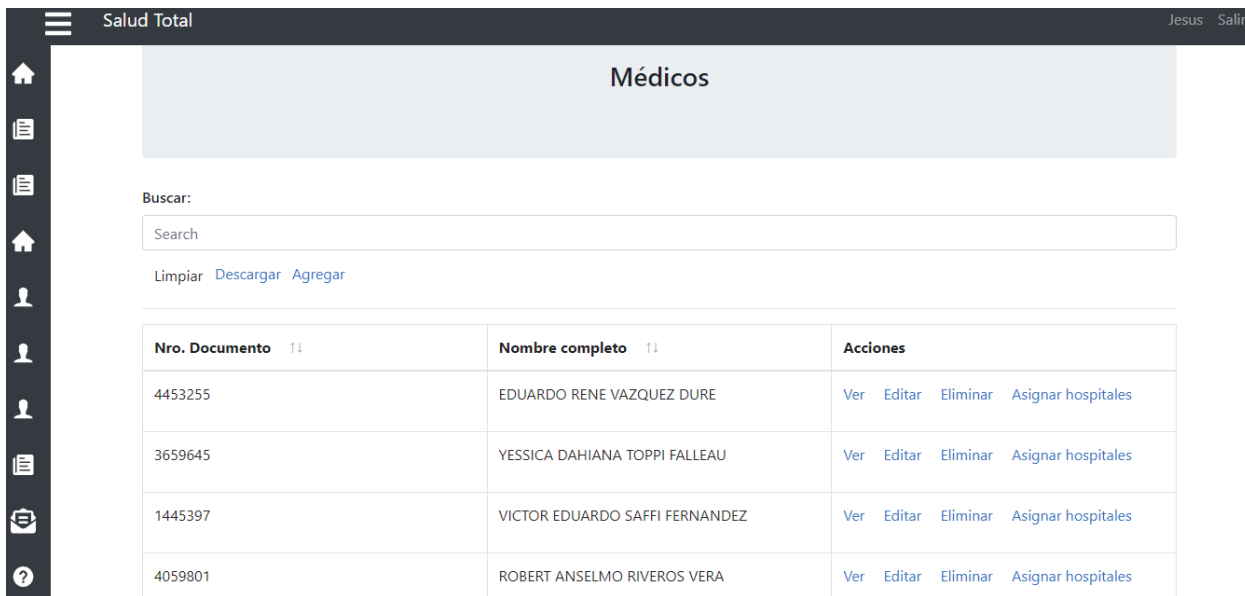 Salud Total Jesus Salir
Médicos
Buscar:
Search
Limpiar Descargar Agregar
Nro. Documento Nombre completo Acciones
4453255 EDUARDO RENE VAZQUEZ DURE Ver Editar Eliminar Asignar hospitales
3659645 YESSICA DAHIANA TOPPI FALLEAU Ver Editar Eliminar Asignar hospitales
1445397 VICTOR EDUARDO SAFFI FERNANDEZ Ver Editar Eliminar Asignar hospitales
4059801 ROBERT ANSELMO RIVEROS VERA Ver Editar Eliminar Asignar hospitales